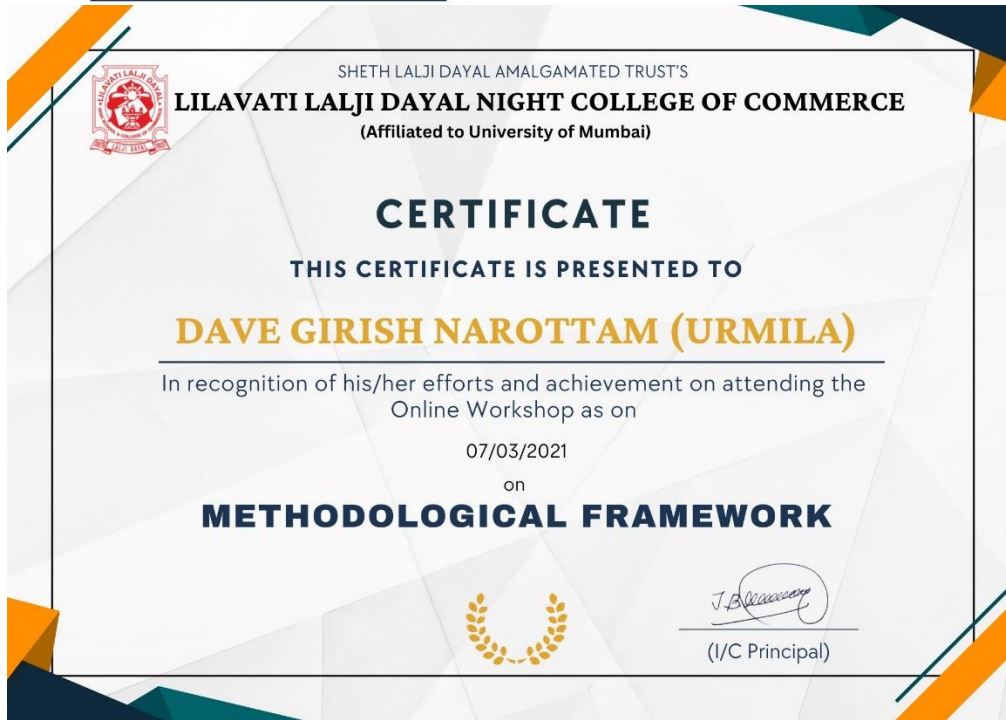 SHETH LALJI DAYAL AMALGAMATED TRUST'S
LILAVATI LALJI DAYAL NIGHT COLLEGE OF COMMERCE
(Affiliated to University of Mumbai)
CERTIFICATE
THIS CERTIFICATE IS PRESENTED TO
DAVE GIRISH NAROTTAM (URMILA)
In recognition of his/her efforts and achievement on attending the
Online Workshop as on
07/03/2021
on
METHODOLOGICAL FRAMEWORK
(I/C Principal)